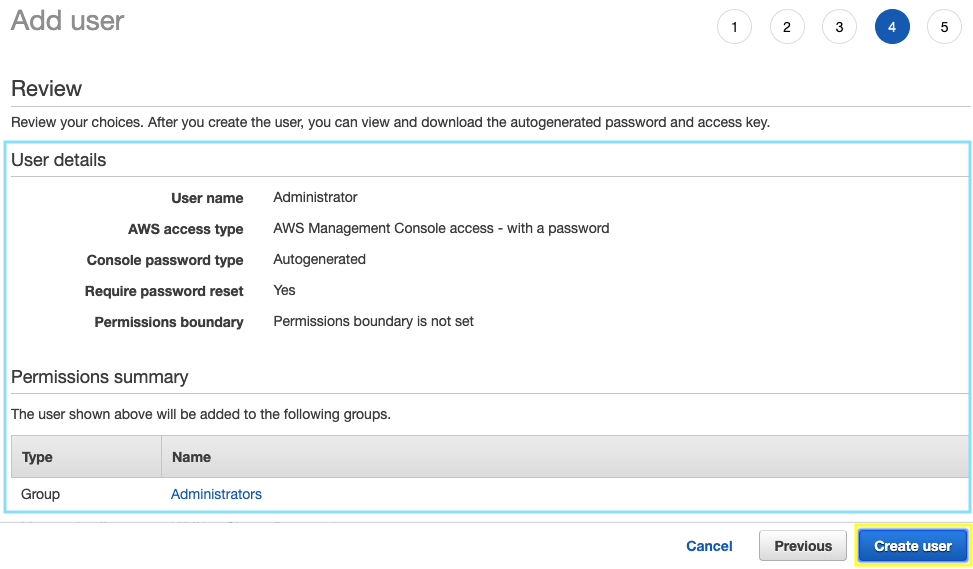 Add user
1 2 3 4 5
Review
Review your choices. After you create the user, you can view and download the autogenerated password and access key.
User details
User name Administrator
AWS access type AWS Management Console access - with a password
Console password type Autogenerated
Require password reset Yes
Permissions boundary Permissions boundary is not set
Permissions summary
The user shown above will be added to the following groups.
Type Name
Group Administrators
Cancel Previous Create user